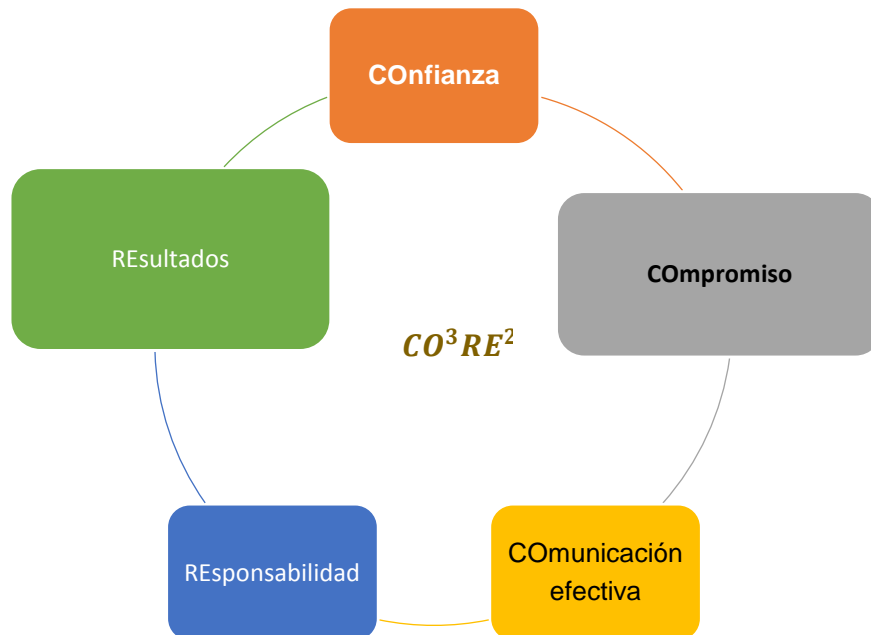 COnfianza
COmpromiso
COmunicación
efectiva
REsponsabilidad
REsultados
CO³RE²